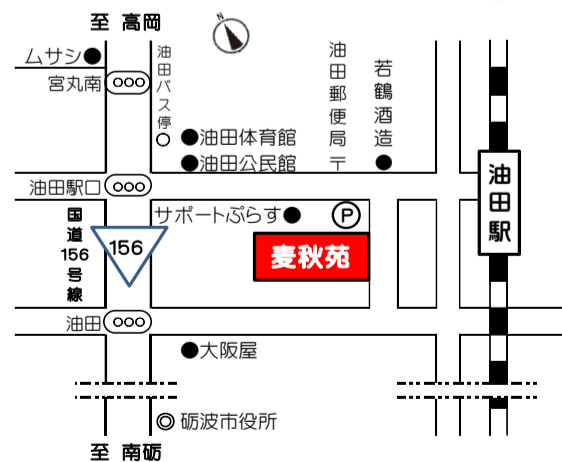 至 高岡
N
ムサシ
宮丸南
油田バス停
油田体育館
油田公民館
油田郵便局
〒
若鶴酒造
油田駅
油田駅口
国道156号線
156
サポートぷらす
P
麦秋苑
油田
大阪屋
◎ 砺波市役所
至 南砺